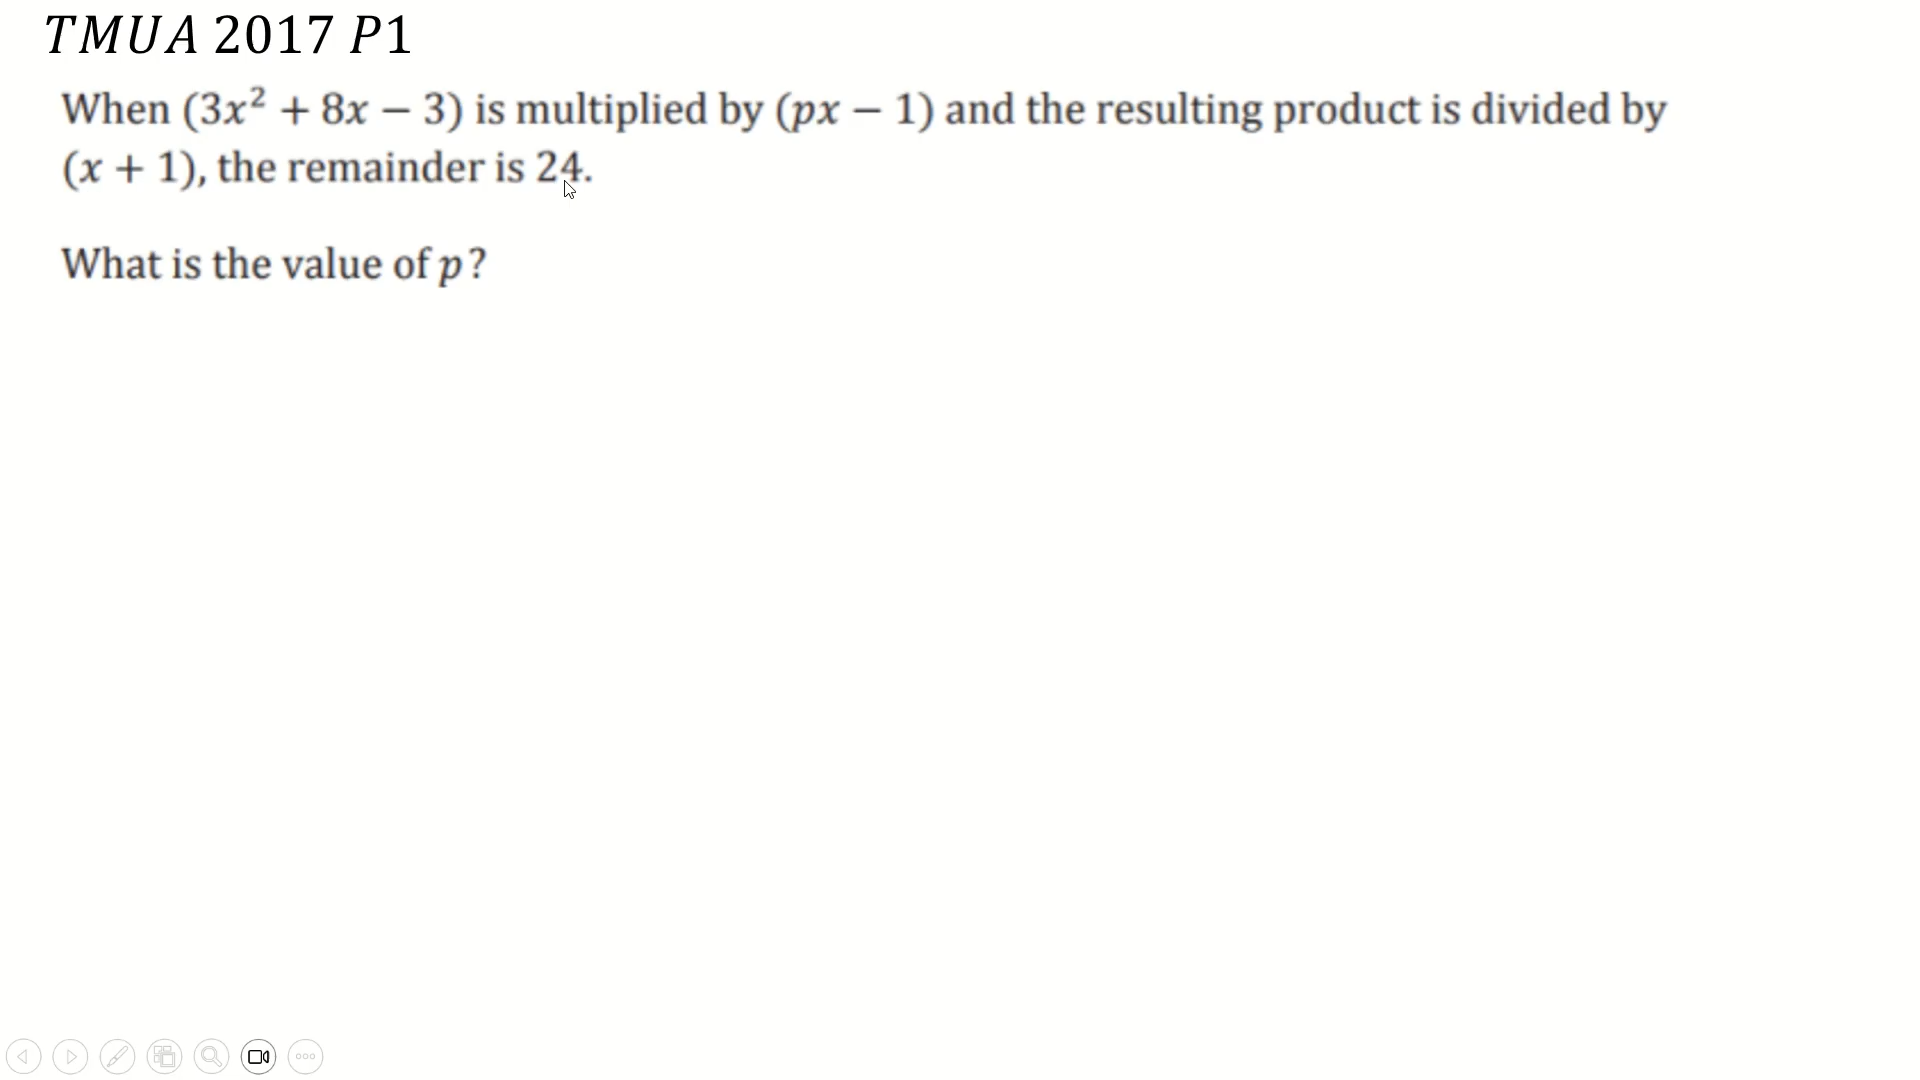 TMUA 2017 P1
When (3x² + 8x − 3) is multiplied by (px − 1) and the resulting product is divided by
(x + 1), the remainder is 24.
What is the value of p?